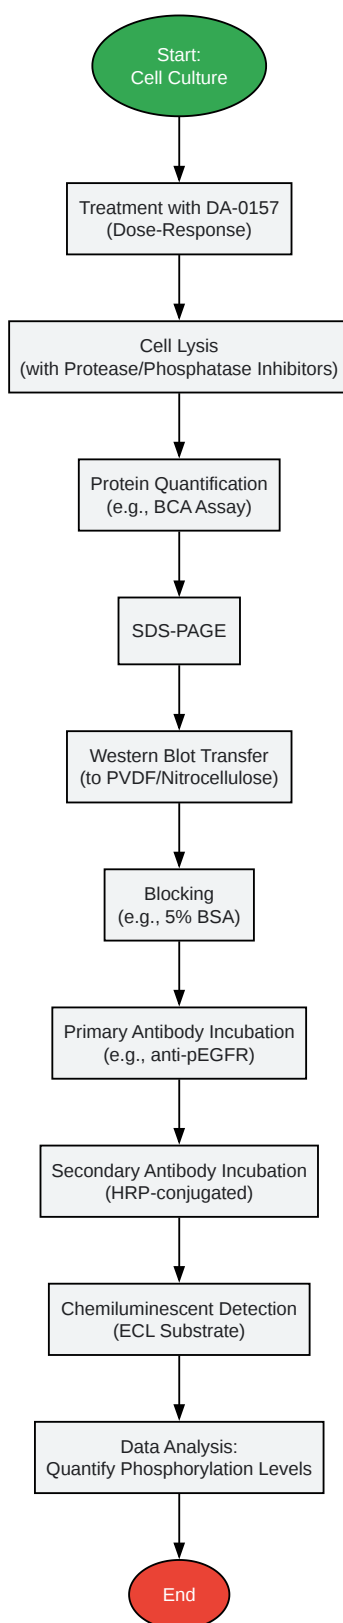 Start:
Cell Culture
Treatment with DA-0157
(Dose-Response)
Cell Lysis
(with Protease/Phosphatase Inhibitors)
Protein Quantification
(e.g., BCA Assay)
SDS-PAGE
Western Blot Transfer
(to PVDF/Nitrocellulose)
Blocking
(e.g., 5% BSA)
Primary Antibody Incubation
(e.g., anti-pEGFR)
Secondary Antibody Incubation
(HRP-conjugated)
Chemiluminescent Detection
(ECL Substrate)
Data Analysis:
Quantify Phosphorylation Levels
End